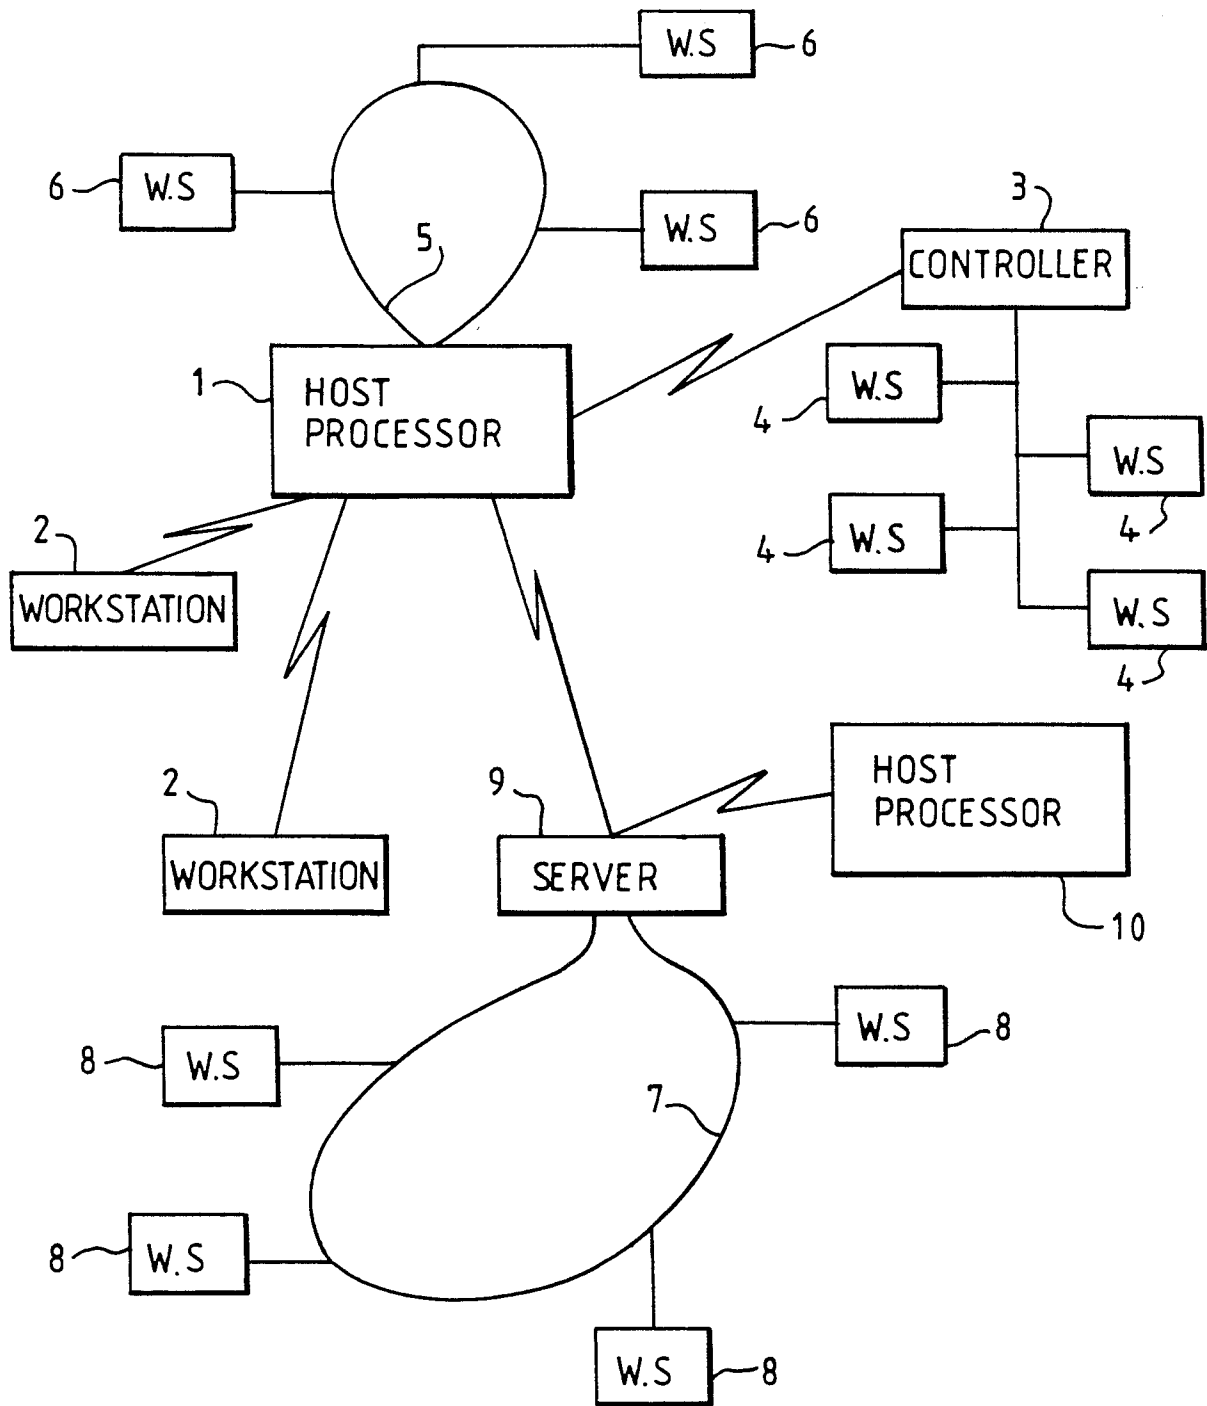 W.S 6
6 W.S
W.S 6
5
3
CONTROLLER
1 HOST
PROCESSOR
W.S
4
W.S
4
W.S
4
2
WORKSTATION
W.S
4
HOST
PROCESSOR
10
2
WORKSTATION
9
SERVER
W.S 8
8 W.S
7
8 W.S
W.S 8